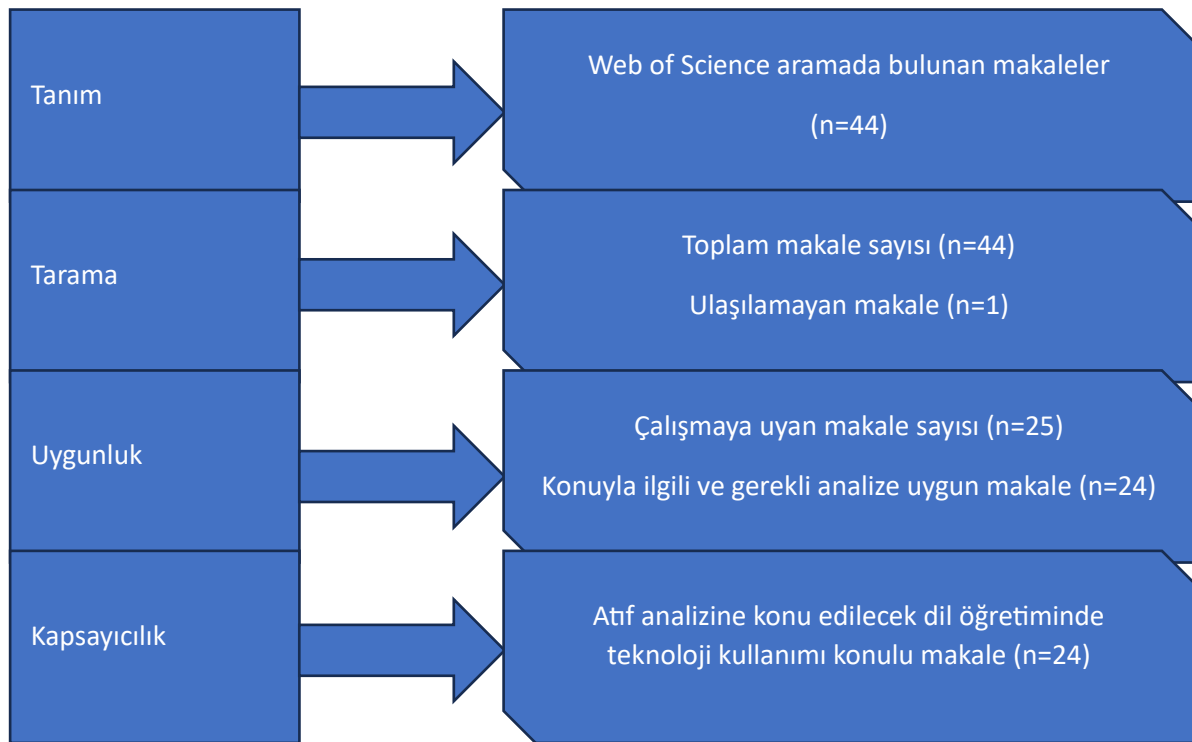 Tanım
Web of Science aramada bulunan makaleler
(n=44)
Tarama
Toplam makale sayısı (n=44)
Ulaşılamayan makale (n=1)
Uygunluk
Çalışmaya uyan makale sayısı (n=25)
Konuyla ilgili ve gerekli analize uygun makale (n=24)
Kapsayıcılık
Atıf analizine konu edilecek dil öğretiminde
teknoloji kullanımı konulu makale (n=24)